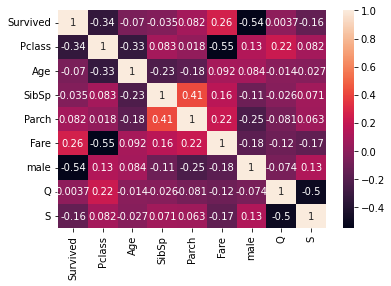 Survived 1 -0.34 -0.07 -0.035 0.082 0.26 -0.54 0.0037 -0.16
Pclass -0.34 1 -0.33 0.083 0.018 -0.55 0.13 0.22 0.082
Age -0.07 -0.33 1 -0.23 -0.18 0.092 0.084 -0.014 -0.027
SibSp -0.035 0.083 -0.23 1 0.41 0.16 -0.11 -0.026 0.071
Parch 0.082 0.018 -0.18 0.41 1 0.22 -0.25 -0.081 0.063
Fare 0.26 -0.55 0.092 0.16 0.22 1 -0.18 -0.12 -0.17
male -0.54 0.13 0.084 -0.11 -0.25 -0.18 1 -0.074 0.13
Q 0.0037 0.22 -0.014 -0.026 -0.081 -0.12 -0.074 1 -0.5
S -0.16 0.082 -0.027 0.071 0.063 -0.17 0.13 -0.5 1
Survived Pclass Age SibSp Parch Fare male Q S
1.0
0.8
0.6
0.4
0.2
0.0
−0.2
−0.4